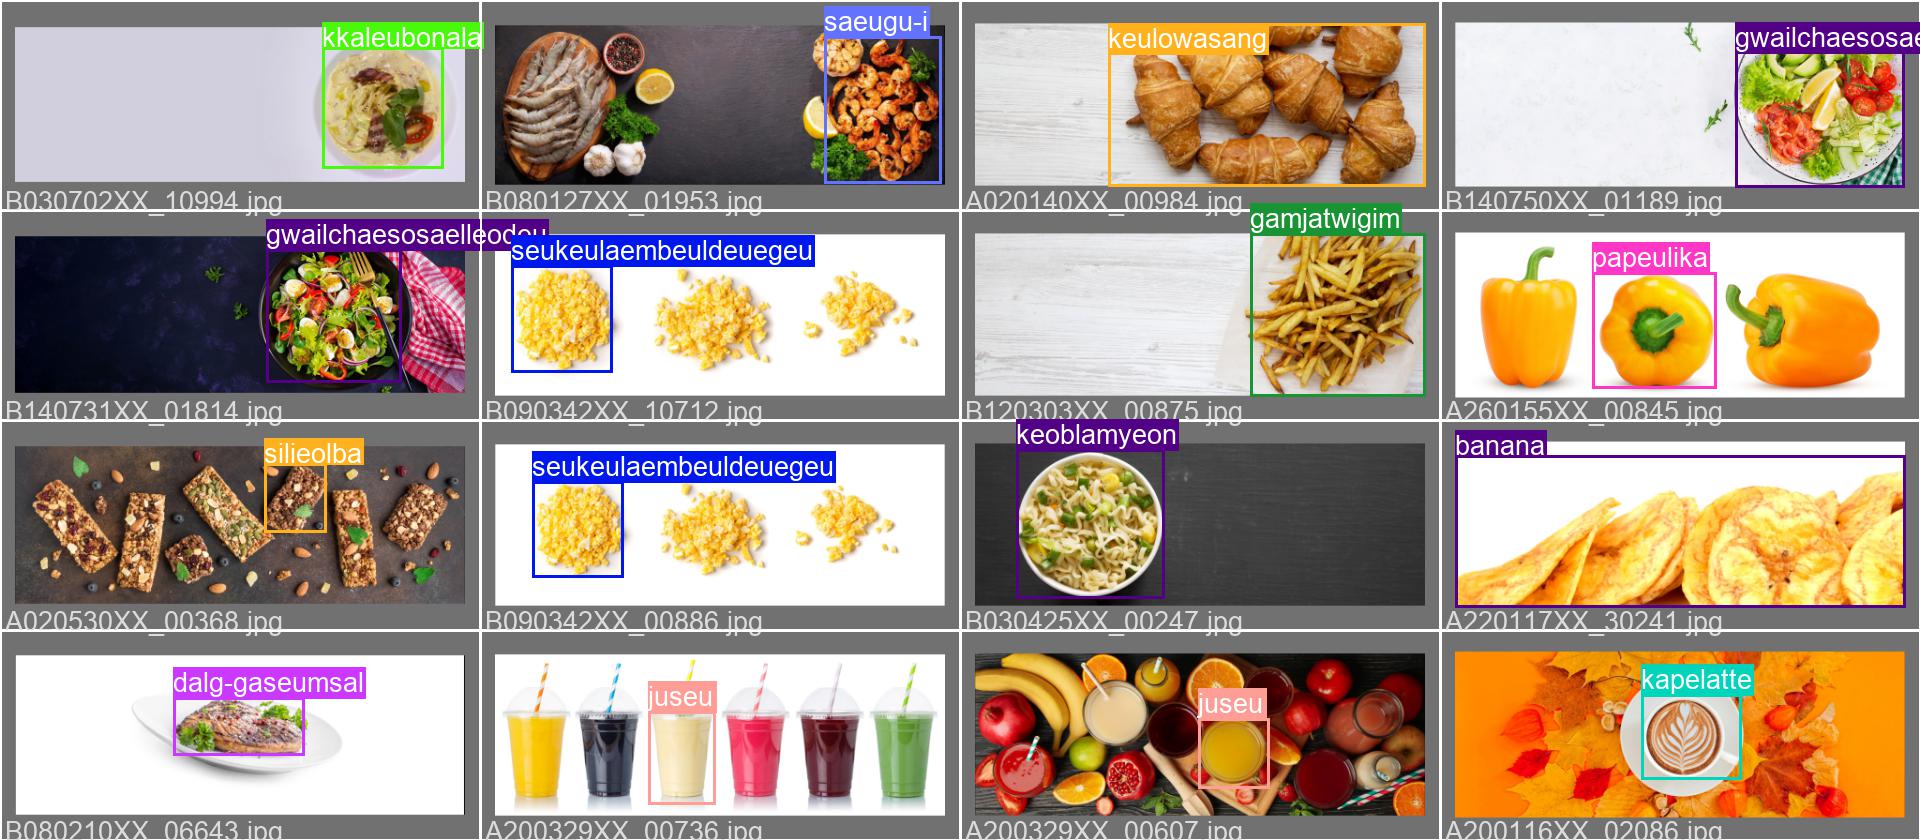 kkaleubonala
B030702XX_10994.jpg
saeugu-i
B080127XX_01953.jpg
keulowasang
A020140XX_00984.jpg
gwailchaesosae
B140750XX_01189.jpg
gwailchaesosaelleodeu
B140731XX_01814.jpg
seukeulaembeuldeuegeu
B090342XX_10712.jpg
gamjatwigim
B120303XX_00875.jpg
papeulika
A260155XX_00845.jpg
silieolba
A020530XX_00368.jpg
seukeulaembeuldeuegeu
B090342XX_00886.jpg
keoblamyeon
B030425XX_00247.jpg
banana
A220117XX_30241.jpg
dalg-gaseumsal
B080210XX_06643.jpg
juseu
A200329XX_00736.jpg
juseu
A200329XX_00607.jpg
kapelatte
A200116XX_02086.jpg